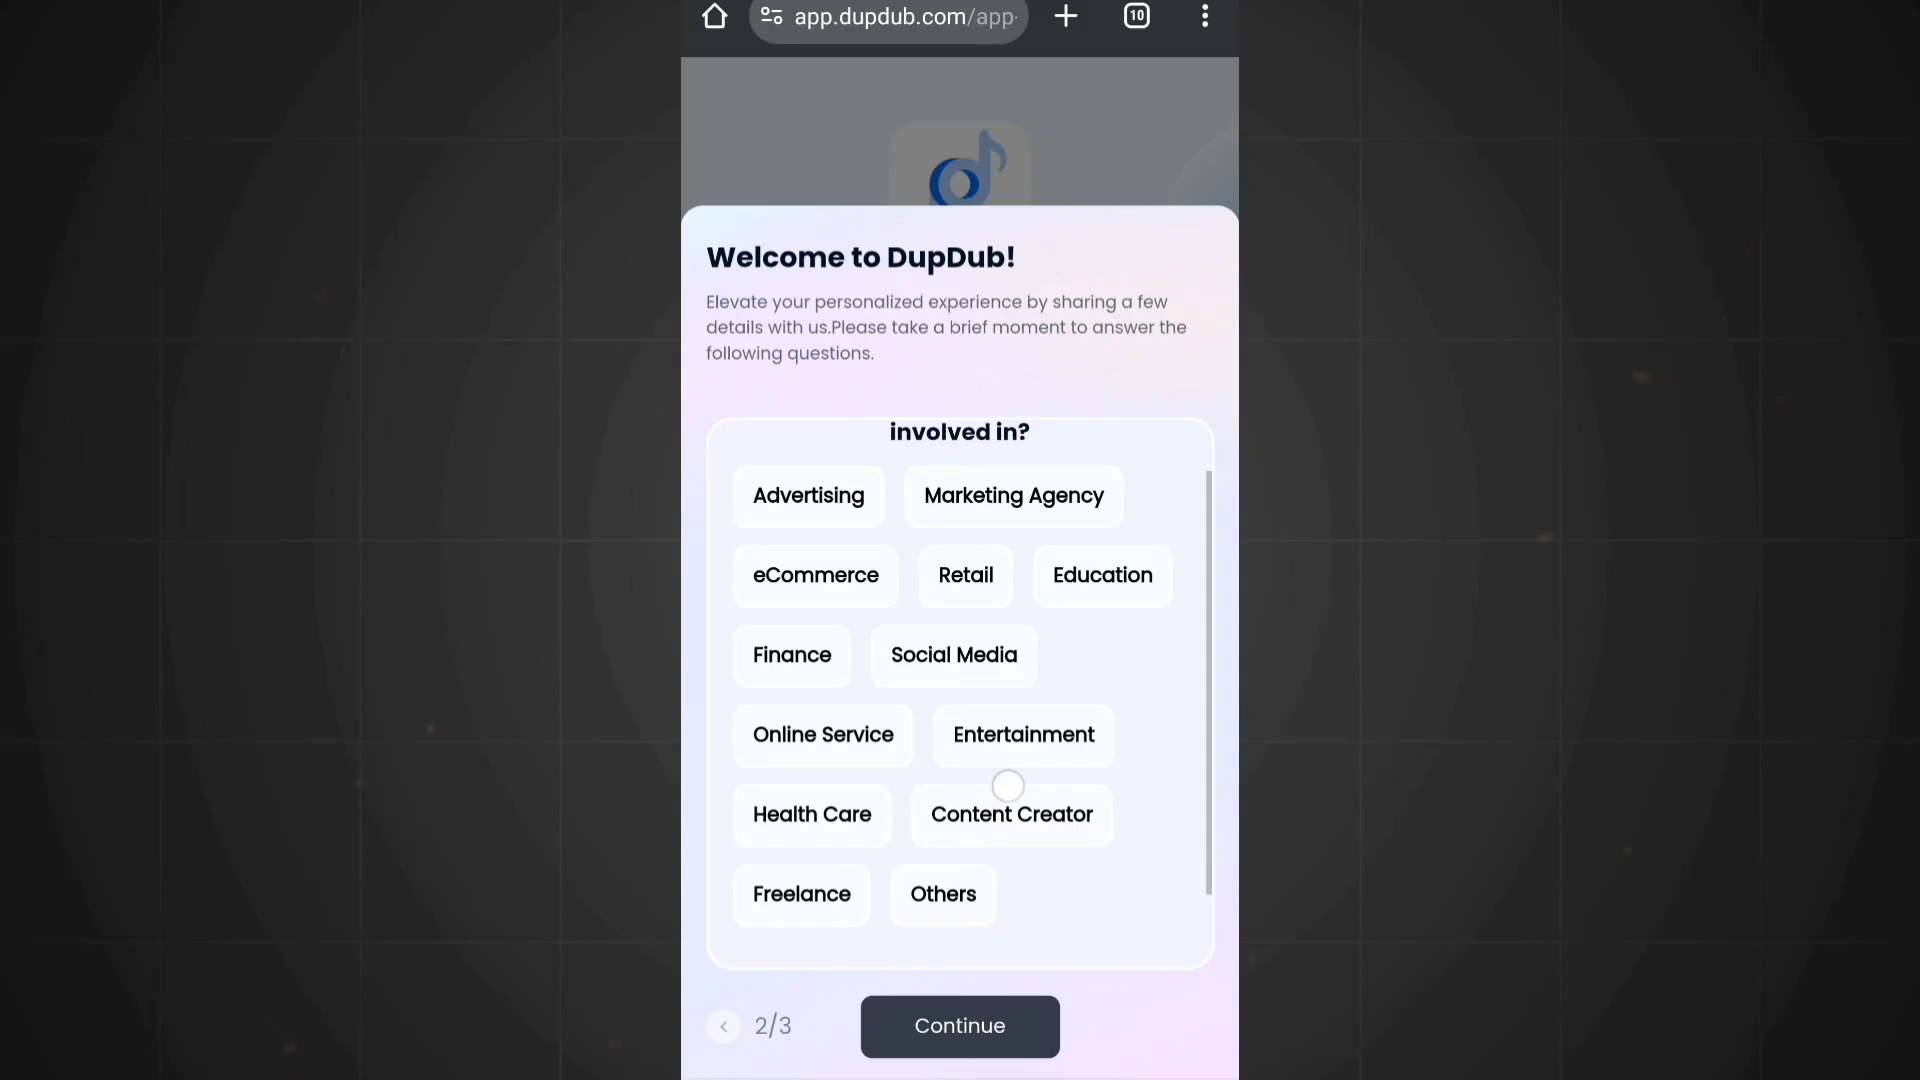 app.dupdub.com/app-
10
Welcome to DupDub!
Elevate your personalized experience by sharing a few
details with us.Please take a brief moment to answer the
following questions.
involved in?
Advertising
Marketing Agency
eCommerce
Retail
Education
Finance
Social Media
Online Service
Entertainment
Health Care
Content Creator
Freelance
Others
2/3
Continue